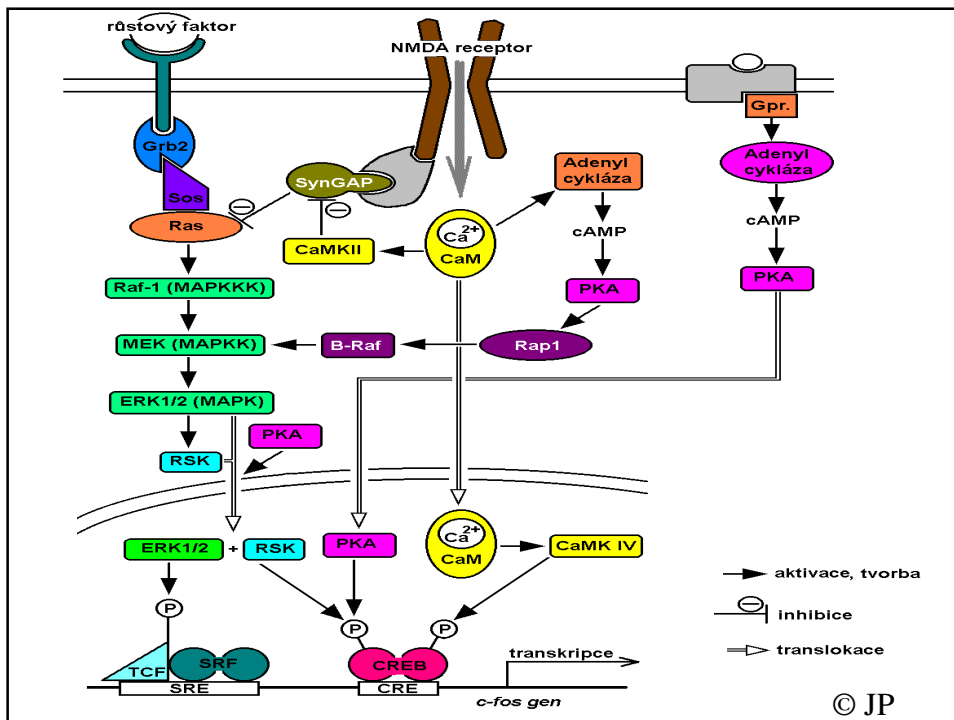 růstový faktor
NMDA receptor
Gpr.
Grb2
Adenyl
cykláza
Adenyl
cykláza
SynGAP
Sos
Ras
CaMKII
Ca2+
CaM
cAMP
cAMP
Raf-1 (MAPKKK)
PKA
PKA
MEK (MAPKK)
B-Raf
Rap1
ERK1/2 (MAPK)
PKA
RSK
ERK1/2 + RSK
PKA
Ca2+
CaM
CaMK IV
aktivace, tvorba
P
inhibice
P
P
translokace
TCF
SRF
CREB
transkripce
SRE
CRE
c-fos gen
© JP